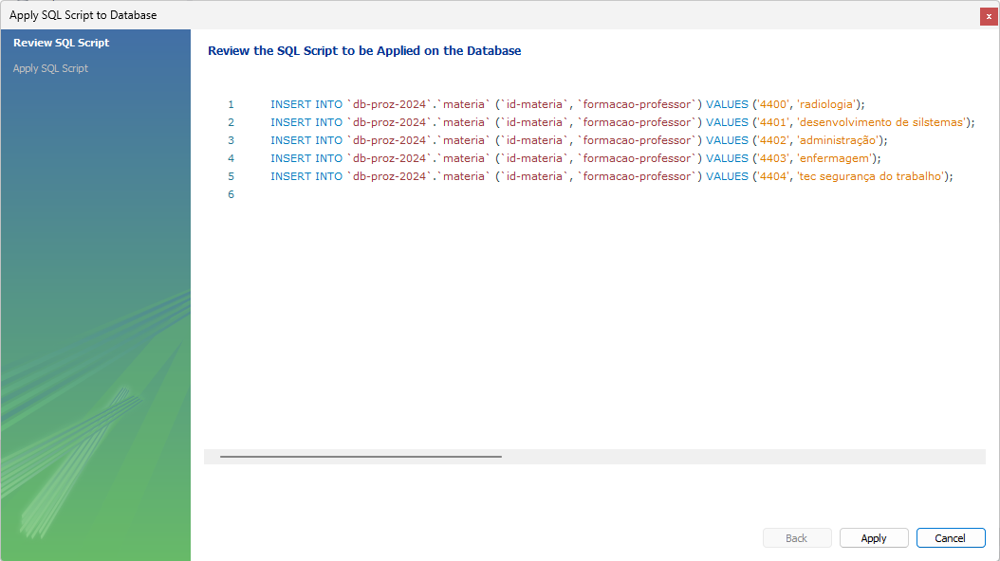 Apply SQL Script to Database
x
Review SQL Script
Apply SQL Script
Review the SQL Script to be Applied on the Database
1 INSERT INTO `db-proz-2024`.`materia` (`id-materia`, `formacao-professor`) VALUES ('4400', 'radiologia');
2 INSERT INTO `db-proz-2024`.`materia` (`id-materia`, `formacao-professor`) VALUES ('4401', 'desenvolvimento de silstemas');
3 INSERT INTO `db-proz-2024`.`materia` (`id-materia`, `formacao-professor`) VALUES ('4402', 'administração');
4 INSERT INTO `db-proz-2024`.`materia` (`id-materia`, `formacao-professor`) VALUES ('4403', 'enfermagem');
5 INSERT INTO `db-proz-2024`.`materia` (`id-materia`, `formacao-professor`) VALUES ('4404', 'tec segurança do trabalho');
6
Back Apply Cancel